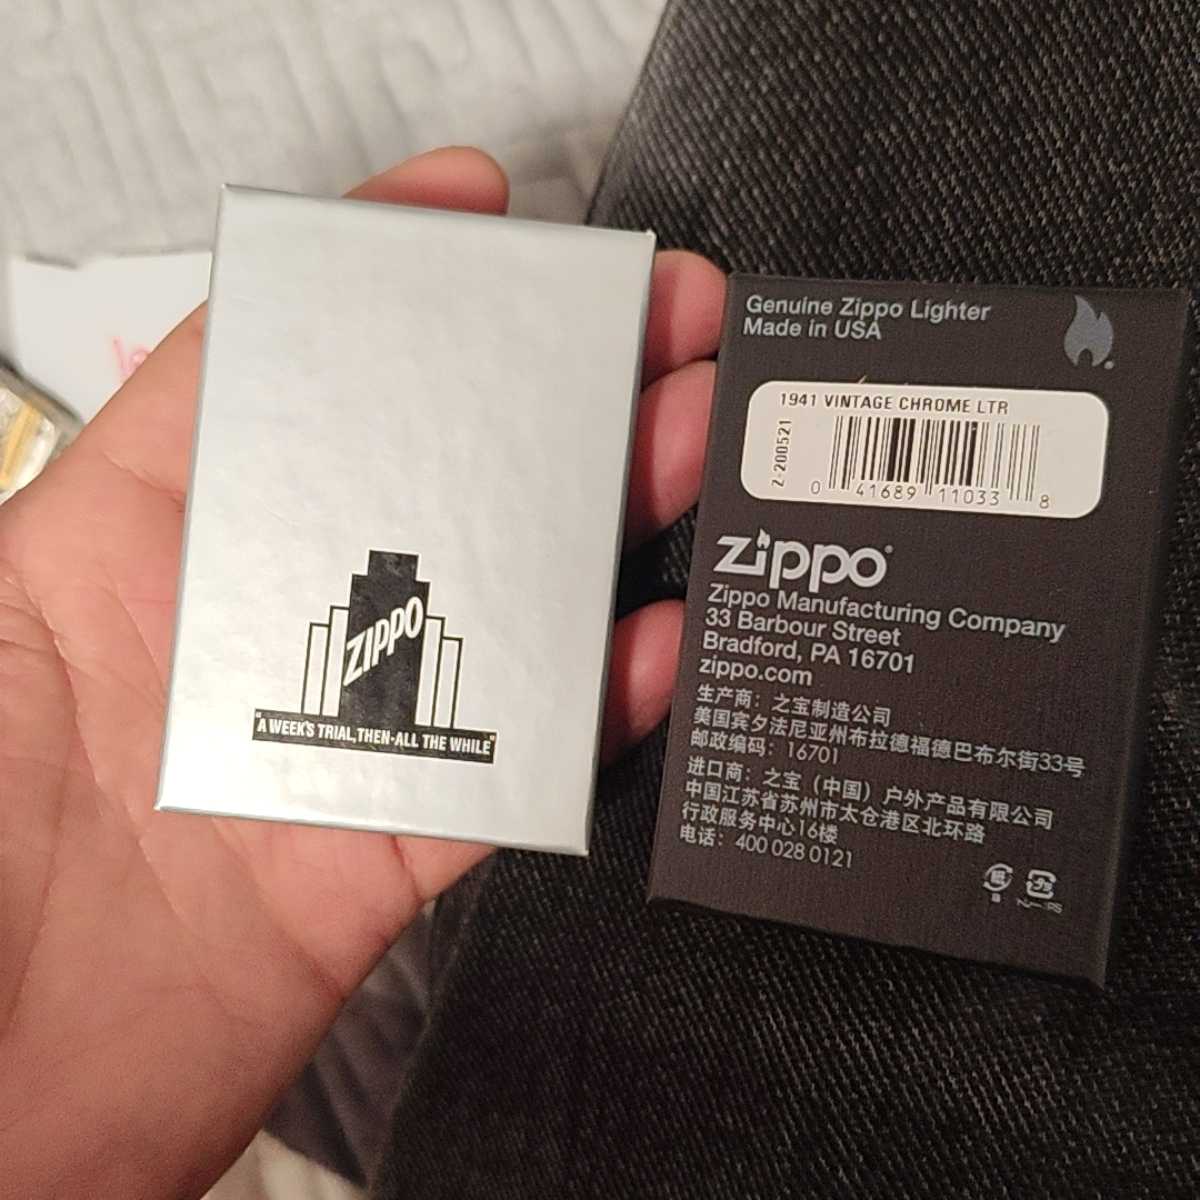 ZIPPO
"A WEEK'S TRIAL, THEN-ALL THE WHILE"
Genuine Zippo Lighter
Made in USA
1941 VINTAGE CHROME LTR
Z-200521
0 41689 11033 8
zippo
Zippo Manufacturing Company
33 Barbour Street
Bradford, PA 16701
zippo.com
生产商：之宝制造公司
美国宾夕法尼亚州布拉德福德巴布尔街33号
邮政编码：16701
进口商：之宝（中国）户外产品有限公司
中国江苏省苏州市太仓港区北环路
行政服务中心16楼
电话：400 028 0121